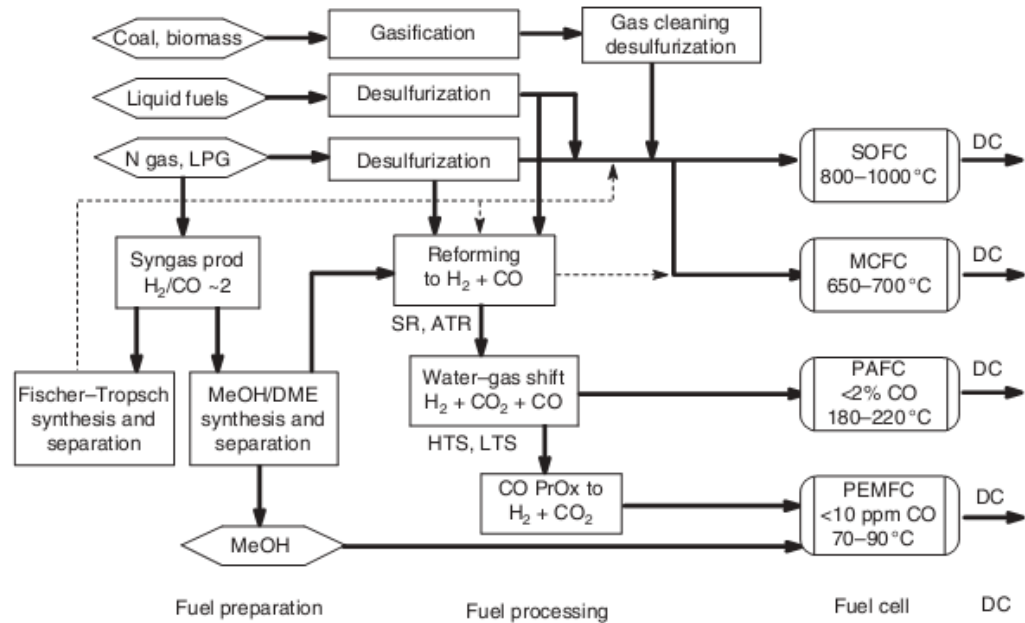 Coal, biomass
Gasification
Gas cleaning
desulfurization
Liquid fuels
Desulfurization
N gas, LPG
Desulfurization
SOFC
800–1000 °C
DC
Syngas prod
H₂/CO ~2
Reforming
to H₂ + CO
MCFC
650–700 °C
DC
SR, ATR
Fischer–Tropsch
synthesis and
separation
MeOH/DME
synthesis and
separation
Water–gas shift
H₂ + CO₂ + CO
PAFC
<2% CO
180–220 °C
DC
HTS, LTS
CO PrOx to
H₂ + CO₂
PEMFC
<10 ppm CO
70–90 °C
DC
MeOH
Fuel preparation
Fuel processing
Fuel cell
DC